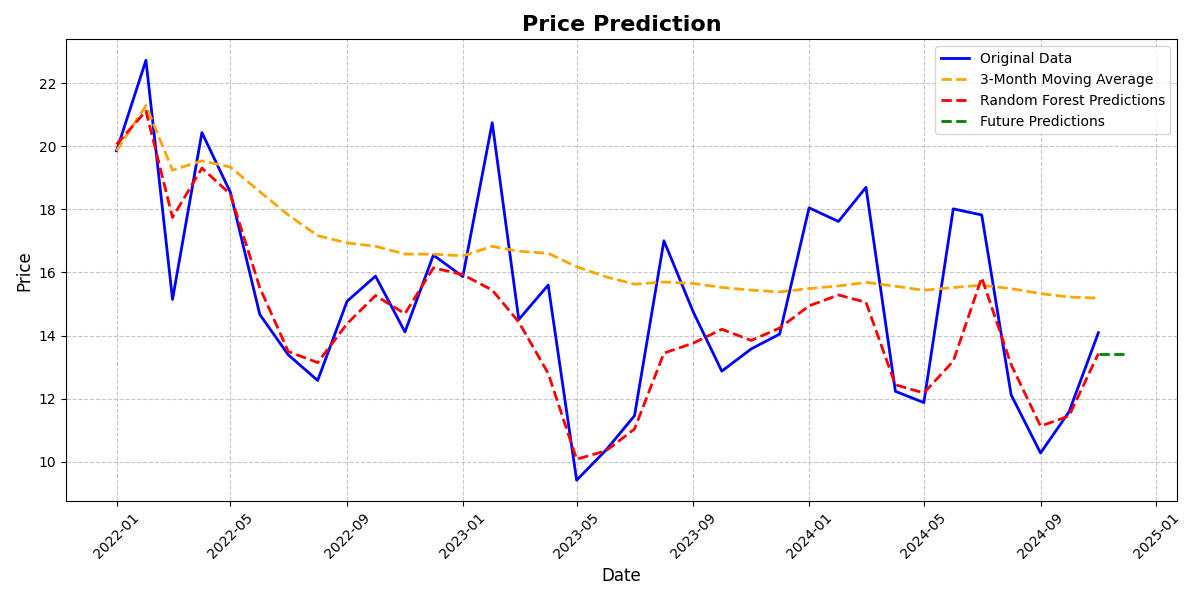 Price Prediction
Original Data
3-Month Moving Average
Random Forest Predictions
Future Predictions
Price
22
20
18
16
14
12
10
2022-01
2022-05
2022-09
2023-01
2023-05
2023-09
2024-01
2024-05
2024-09
2025-01
Date